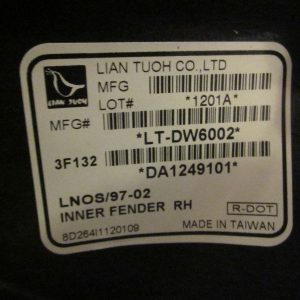 LIAN TUOH CO.,LTD
MFG
LOT# *1201A*
LIAN TUOH
MFG#
*LT-DW6002*
3F132
*DA1249101*
LNOS/97-02
INNER FENDER RH
R-DOT
8D264I1120109
MADE IN TAIWAN